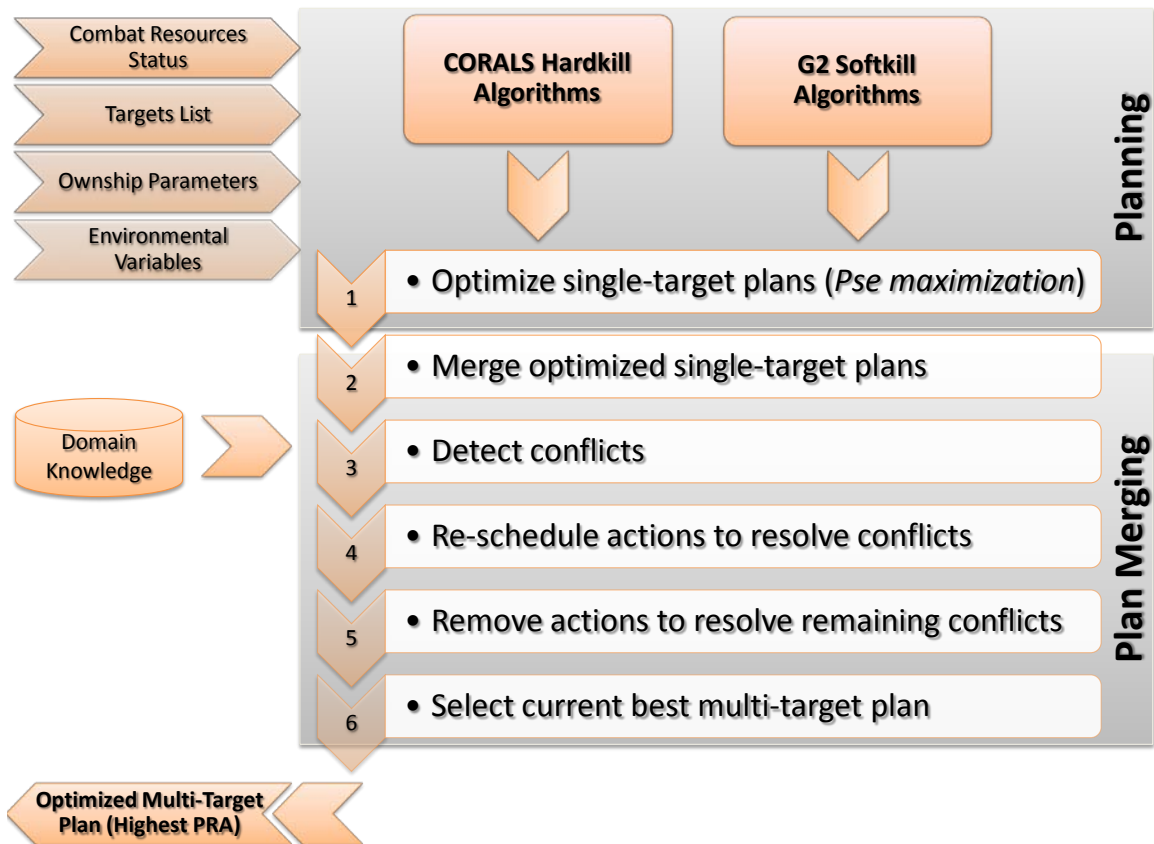 Combat Resources
Status
Targets List
Ownship Parameters
Environmental
Variables
CORALS Hardkill
Algorithms
G2 Softkill
Algorithms
Planning
1
• Optimize single-target plans (Pse maximization)
2
• Merge optimized single-target plans
Domain
Knowledge
3
• Detect conflicts
4
• Re-schedule actions to resolve conflicts
5
• Remove actions to resolve remaining conflicts
6
• Select current best multi-target plan
Plan Merging
Optimized Multi-Target
Plan (Highest PRA)